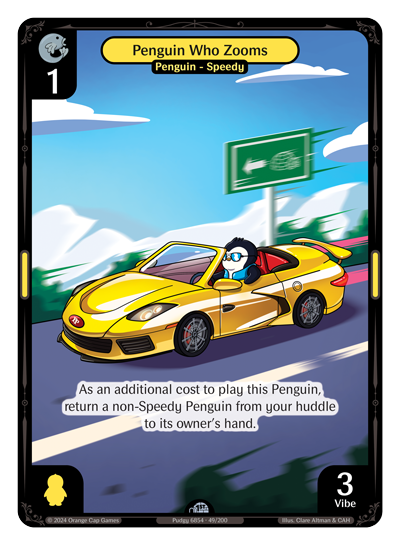 Penguin Who Zooms
Penguin - Speedy
1
As an additional cost to play this Penguin,
return a non-Speedy Penguin from your huddle
to its owner's hand.
3
Vibe
© 2024 Orange Cap Games
Pudgy 6854 · 49/200
Illus. Clare Altman & CAH